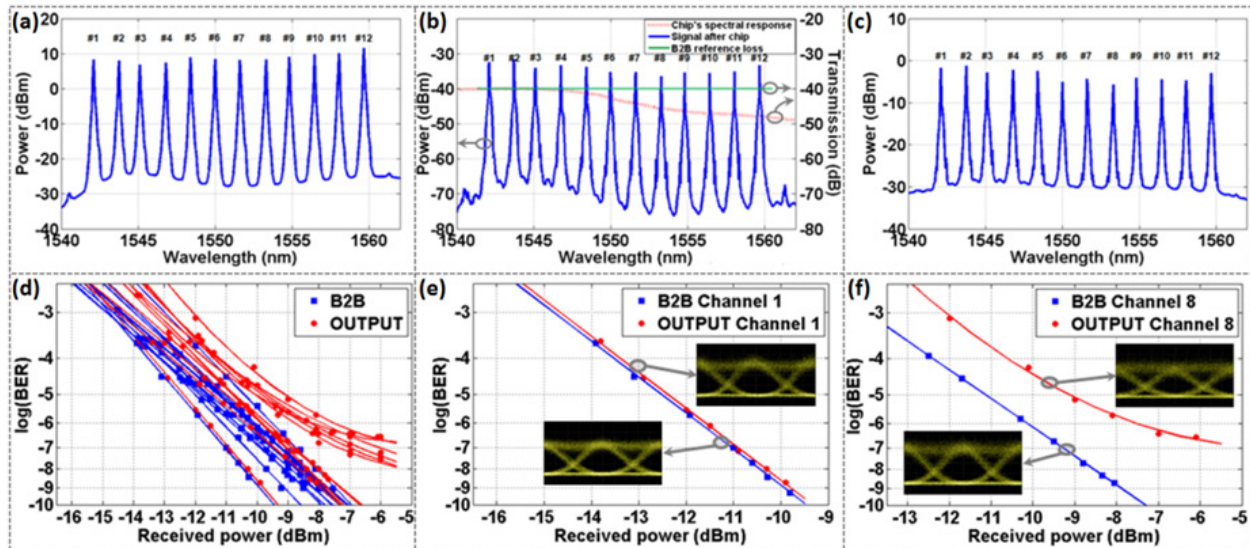 (a)
20
10
0
-10
-20
-30
-40
Power (dBm)
#1 #2 #3 #4 #5 #6 #7 #8 #9 #10 #11 #12
1540 1545 1550 1555 1560
Wavelength (nm)
(b)
20
10
0
-10
-20
-30
-40
-50
-60
-70
-80
Power (dBm)
Chip's spectral response
Signal after chip
B2B reference loss
#1 #2 #3 #4 #5 #6 #7 #8 #9 #10 #11 #12
-20
-30
-40
-50
-60
-70
-80
Transmission (dB)
1540 1545 1550 1555 1560
Wavelength (nm)
(c)
10
0
-10
-20
-30
-40
Power (dBm)
#1 #2 #3 #4 #5 #6 #7 #8 #9 #10 #11 #12
1540 1545 1550 1555 1560
Wavelength (nm)
(d)
B2B
OUTPUT
-3
-4
-5
-6
-7
-8
-9
-10
log(BER)
-16 -15 -14 -13 -12 -11 -10 -9 -8 -7 -6 -5
Received power (dBm)
(e)
B2B Channel 1
OUTPUT Channel 1
-3
-4
-5
-6
-7
-8
-9
-10
log(BER)
-16 -15 -14 -13 -12 -11 -10 -9
Received power (dBm)
(f)
B2B Channel 8
OUTPUT Channel 8
-3
-4
-5
-6
-7
-8
-9
-10
log(BER)
-13 -12 -11 -10 -9 -8 -7 -6 -5
Received power (dBm)